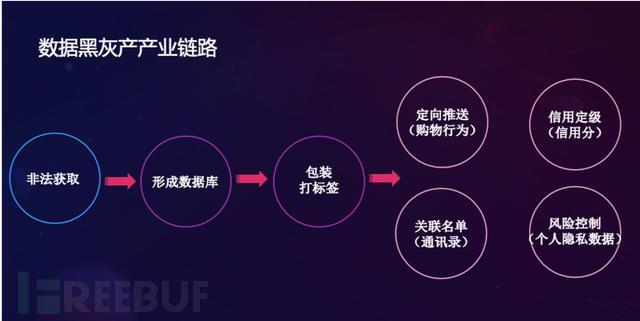 数据黑灰产产业链路
非法获取
形成数据库
包装
打标签
定向推送
（购物行为）
信用定级
（信用分）
关联名单
（通讯录）
风险控制
（个人隐私数据）
FREEBUF